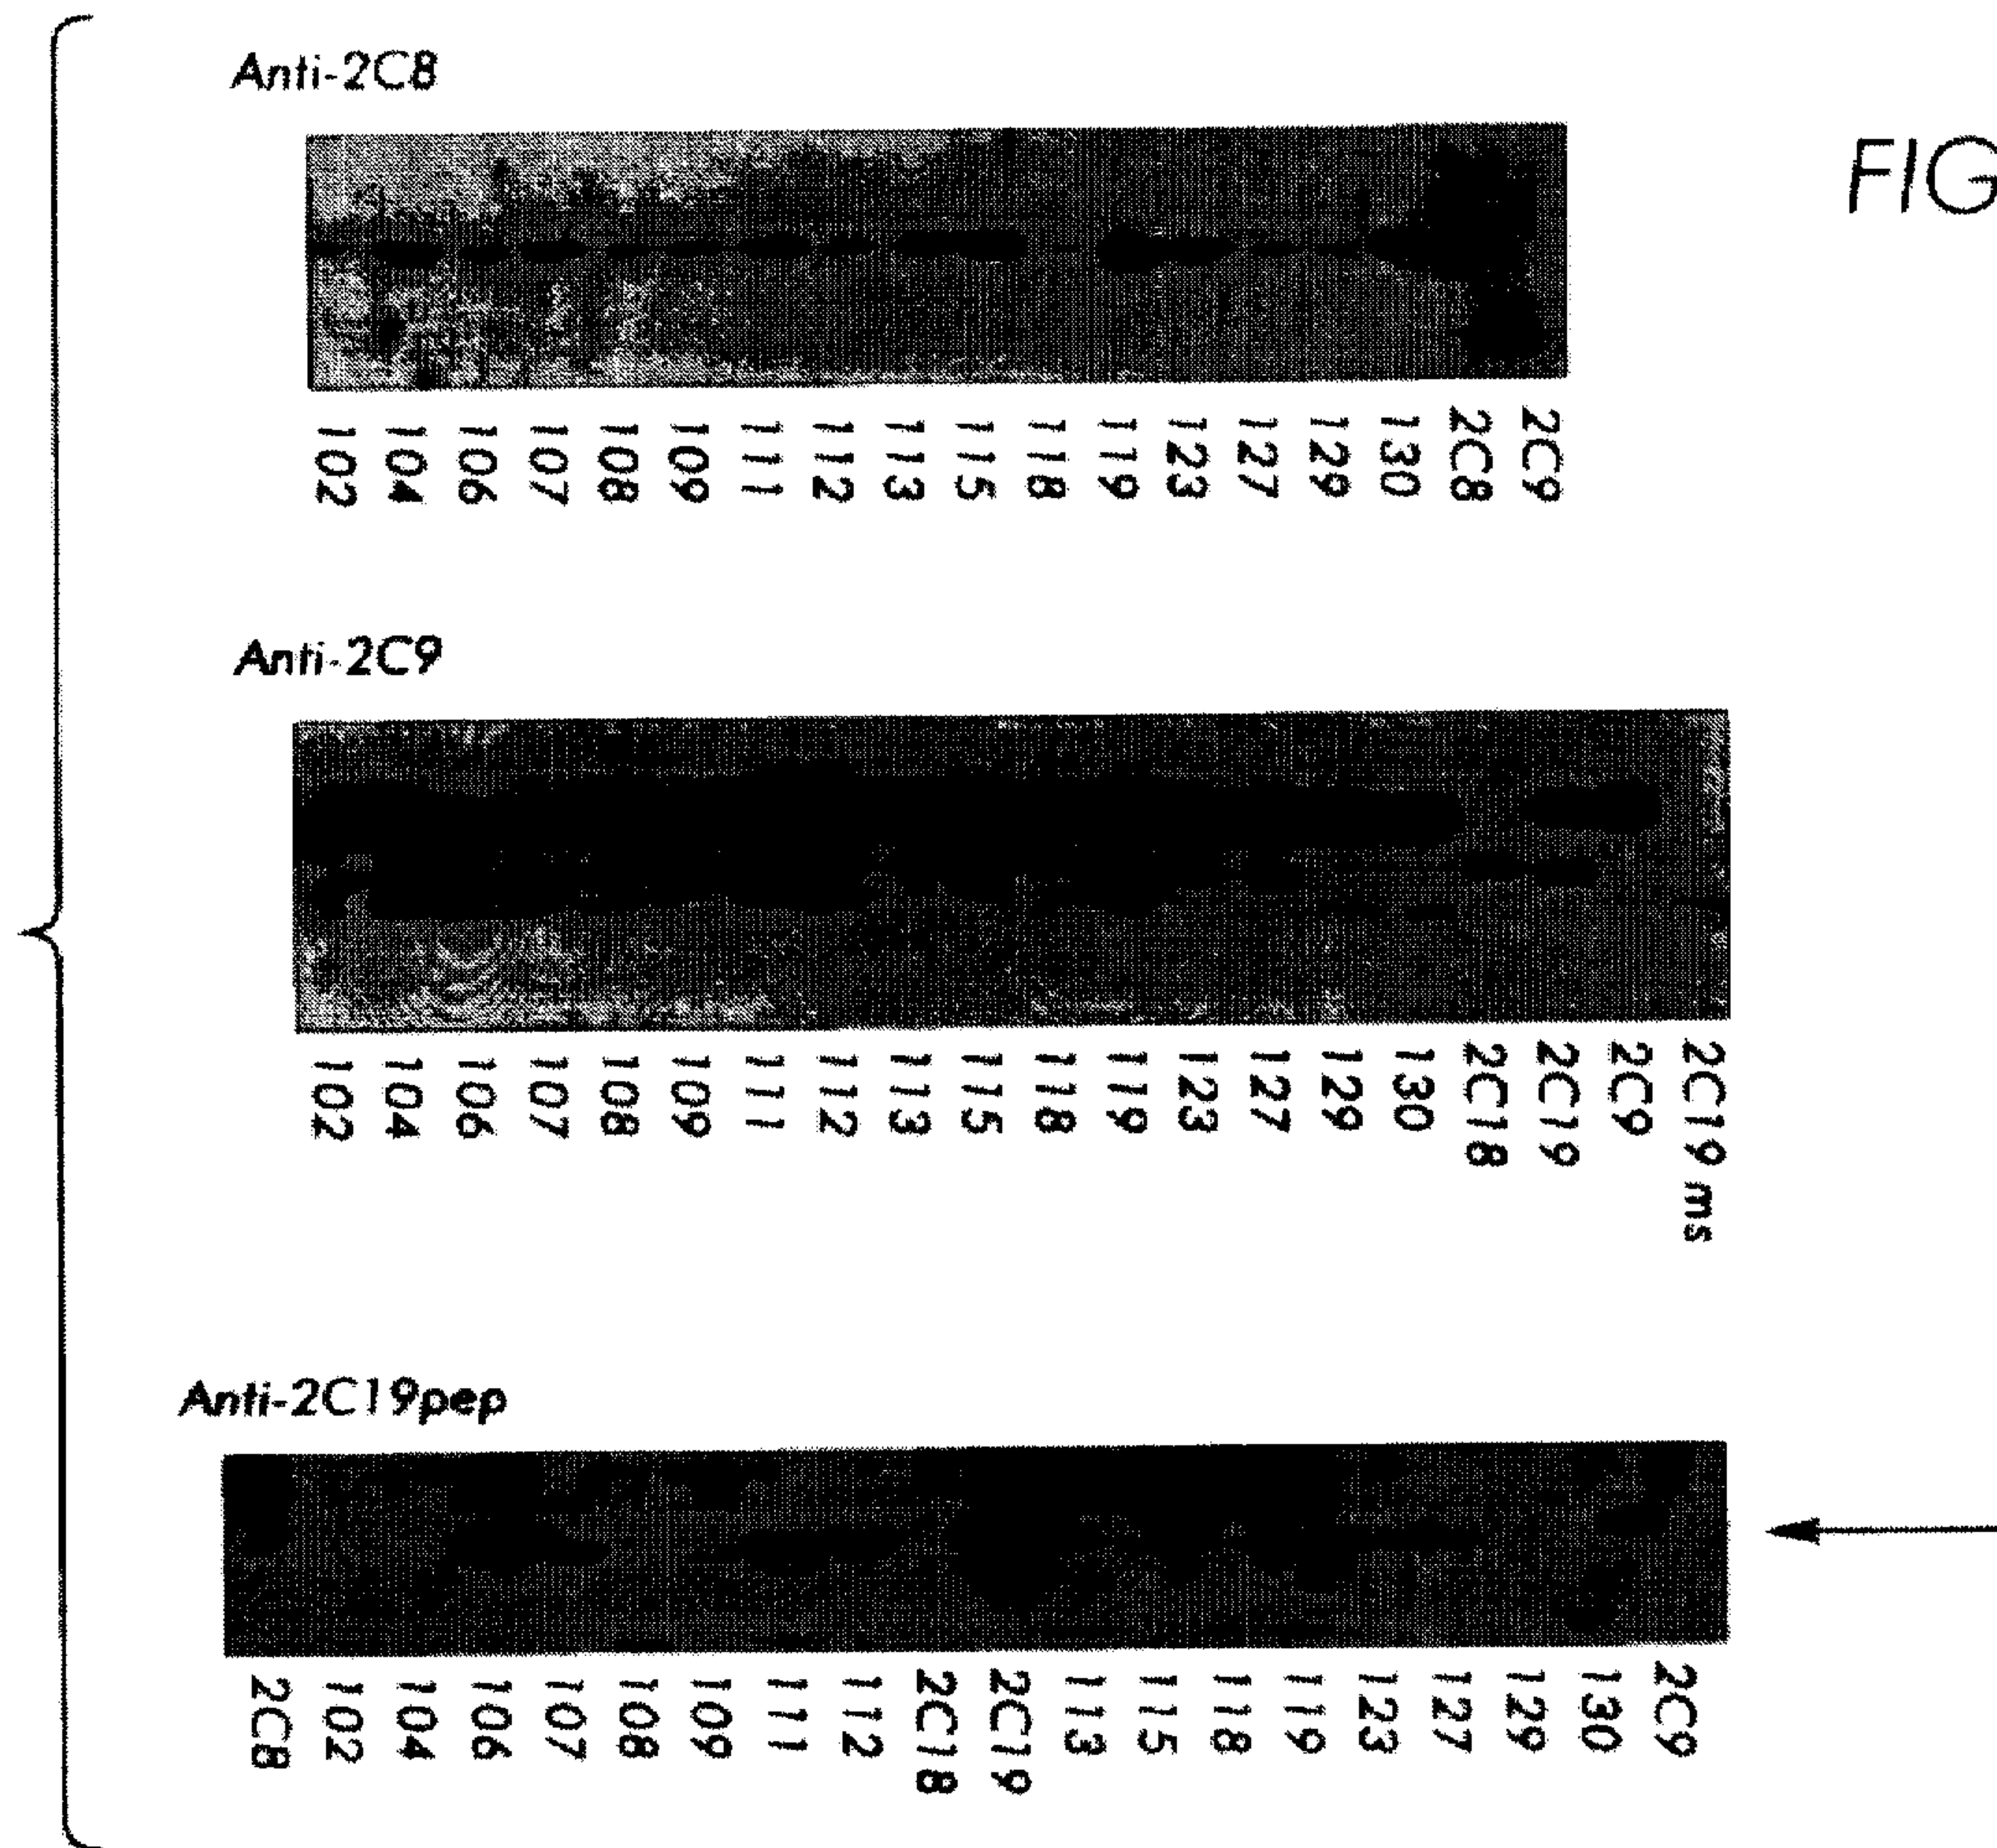 Anti-2C8
FIG
102 104 106 107 108 109 111 112 113 115 118 119 123 127 129 130 2C8 2C9
Anti-2C9
102 104 106 107 108 109 111 112 113 115 118 119 123 127 129 130 2C18 2C19 2C9 2C19 ms
Anti-2C19pep
2C8 102 104 106 107 108 109 111 112 2C18 2C19 113 115 118 119 123 127 129 130 2C9